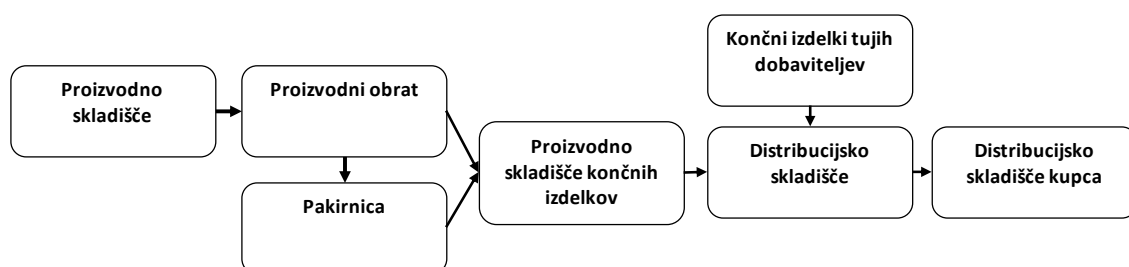 Proizvodno
skladišče
Proizvodni obrat
Pakirnica
Proizvodno
skladišče končnih
izdelkov
Končni izdelki tujih
dobaviteljev
Distribucijsko
skladišče
Distribucijsko
skladišče kupca